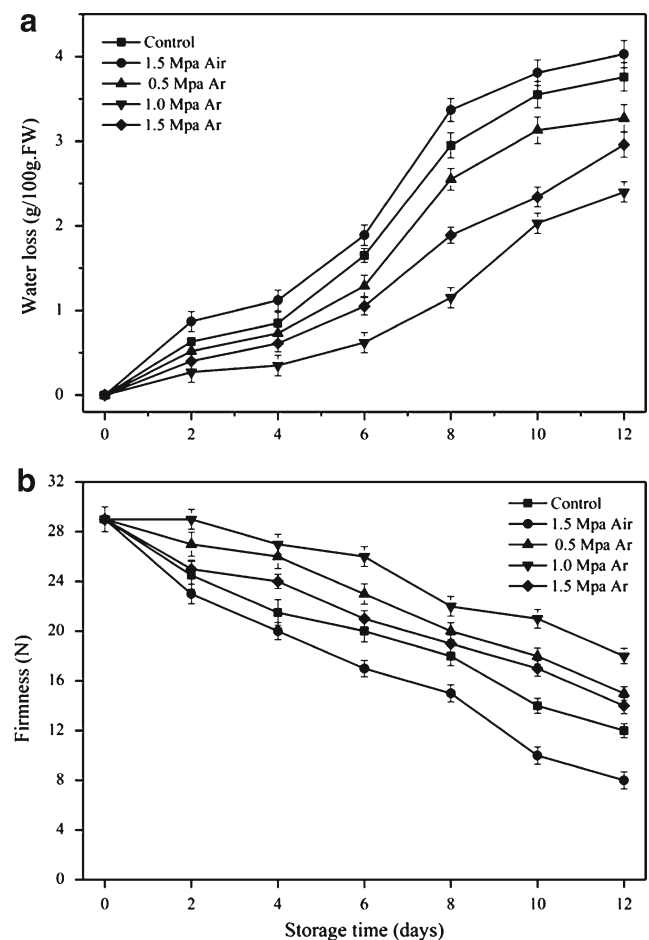 a
Control
1.5 Mpa Air
0.5 Mpa Ar
1.0 Mpa Ar
1.5 Mpa Ar
Water loss (g/100g.FW)
4
3
2
1
0
0 2 4 6 8 10 12
b
Control
1.5 Mpa Air
0.5 Mpa Ar
1.0 Mpa Ar
1.5 Mpa Ar
Firmness (N)
32
28
24
20
16
12
8
4
0
0 2 4 6 8 10 12
Storage time (days)